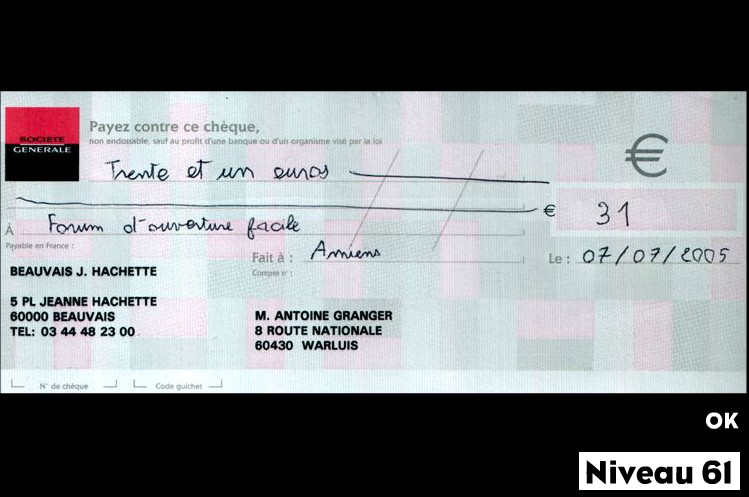 SOCIETE
GENERALE
Payez contre ce chèque,
non endossable, sauf au profit d'une banque ou d'un organisme visé par la loi
Trente et un euros
€
€ 31
À Forum d'ouverture facile
Payable en France :
Fait à : Amiens
Le : 07/07/2005
Compte n° :
BEAUVAIS J. HACHETTE
5 PL JEANNE HACHETTE
60000 BEAUVAIS
TEL: 03 44 48 23 00
M. ANTOINE GRANGER
8 ROUTE NATIONALE
60430 WARLUIS
N° de chèque
Code guichet
OK
Niveau 61